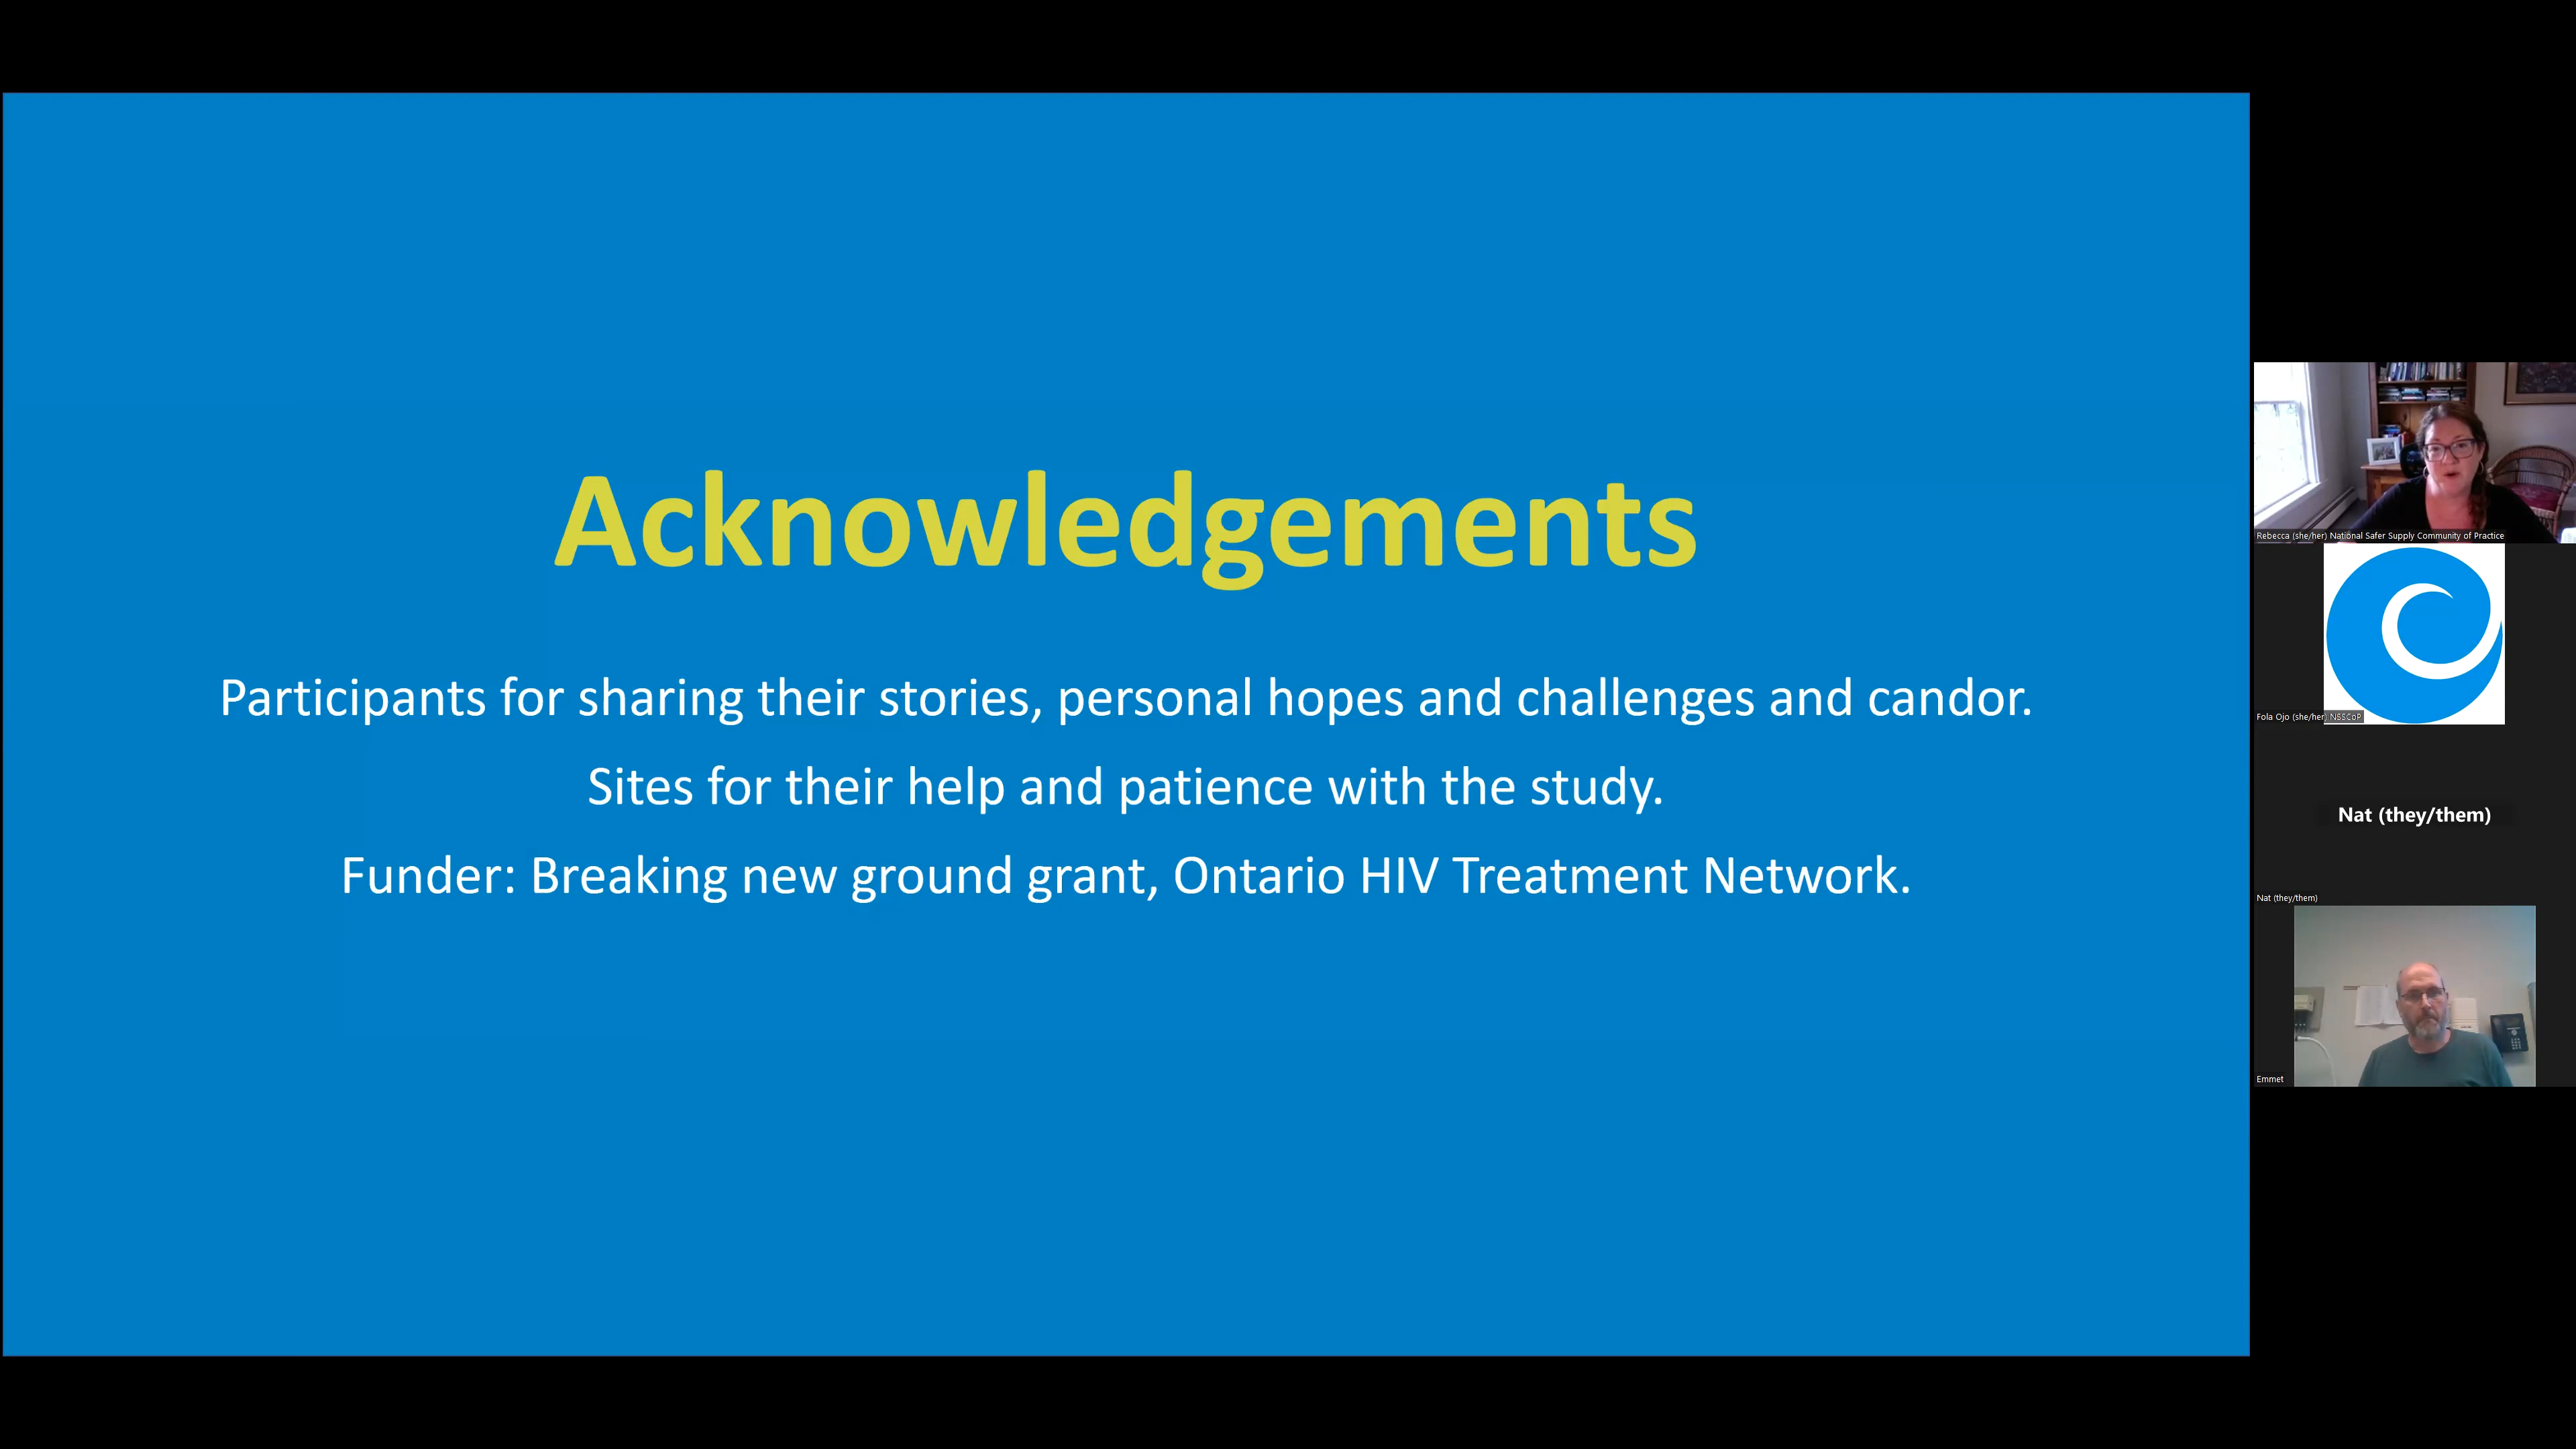 Acknowledgements
Participants for sharing their stories, personal hopes and challenges and candor.
Sites for their help and patience with the study.
Funder: Breaking new ground grant, Ontario HIV Treatment Network.
Rebecca (she/her) National Safer Supply Community of Practice
Fola Ojo (she/her) NSSCoP
Nat (they/them)
Nat (they/them)
Emmet